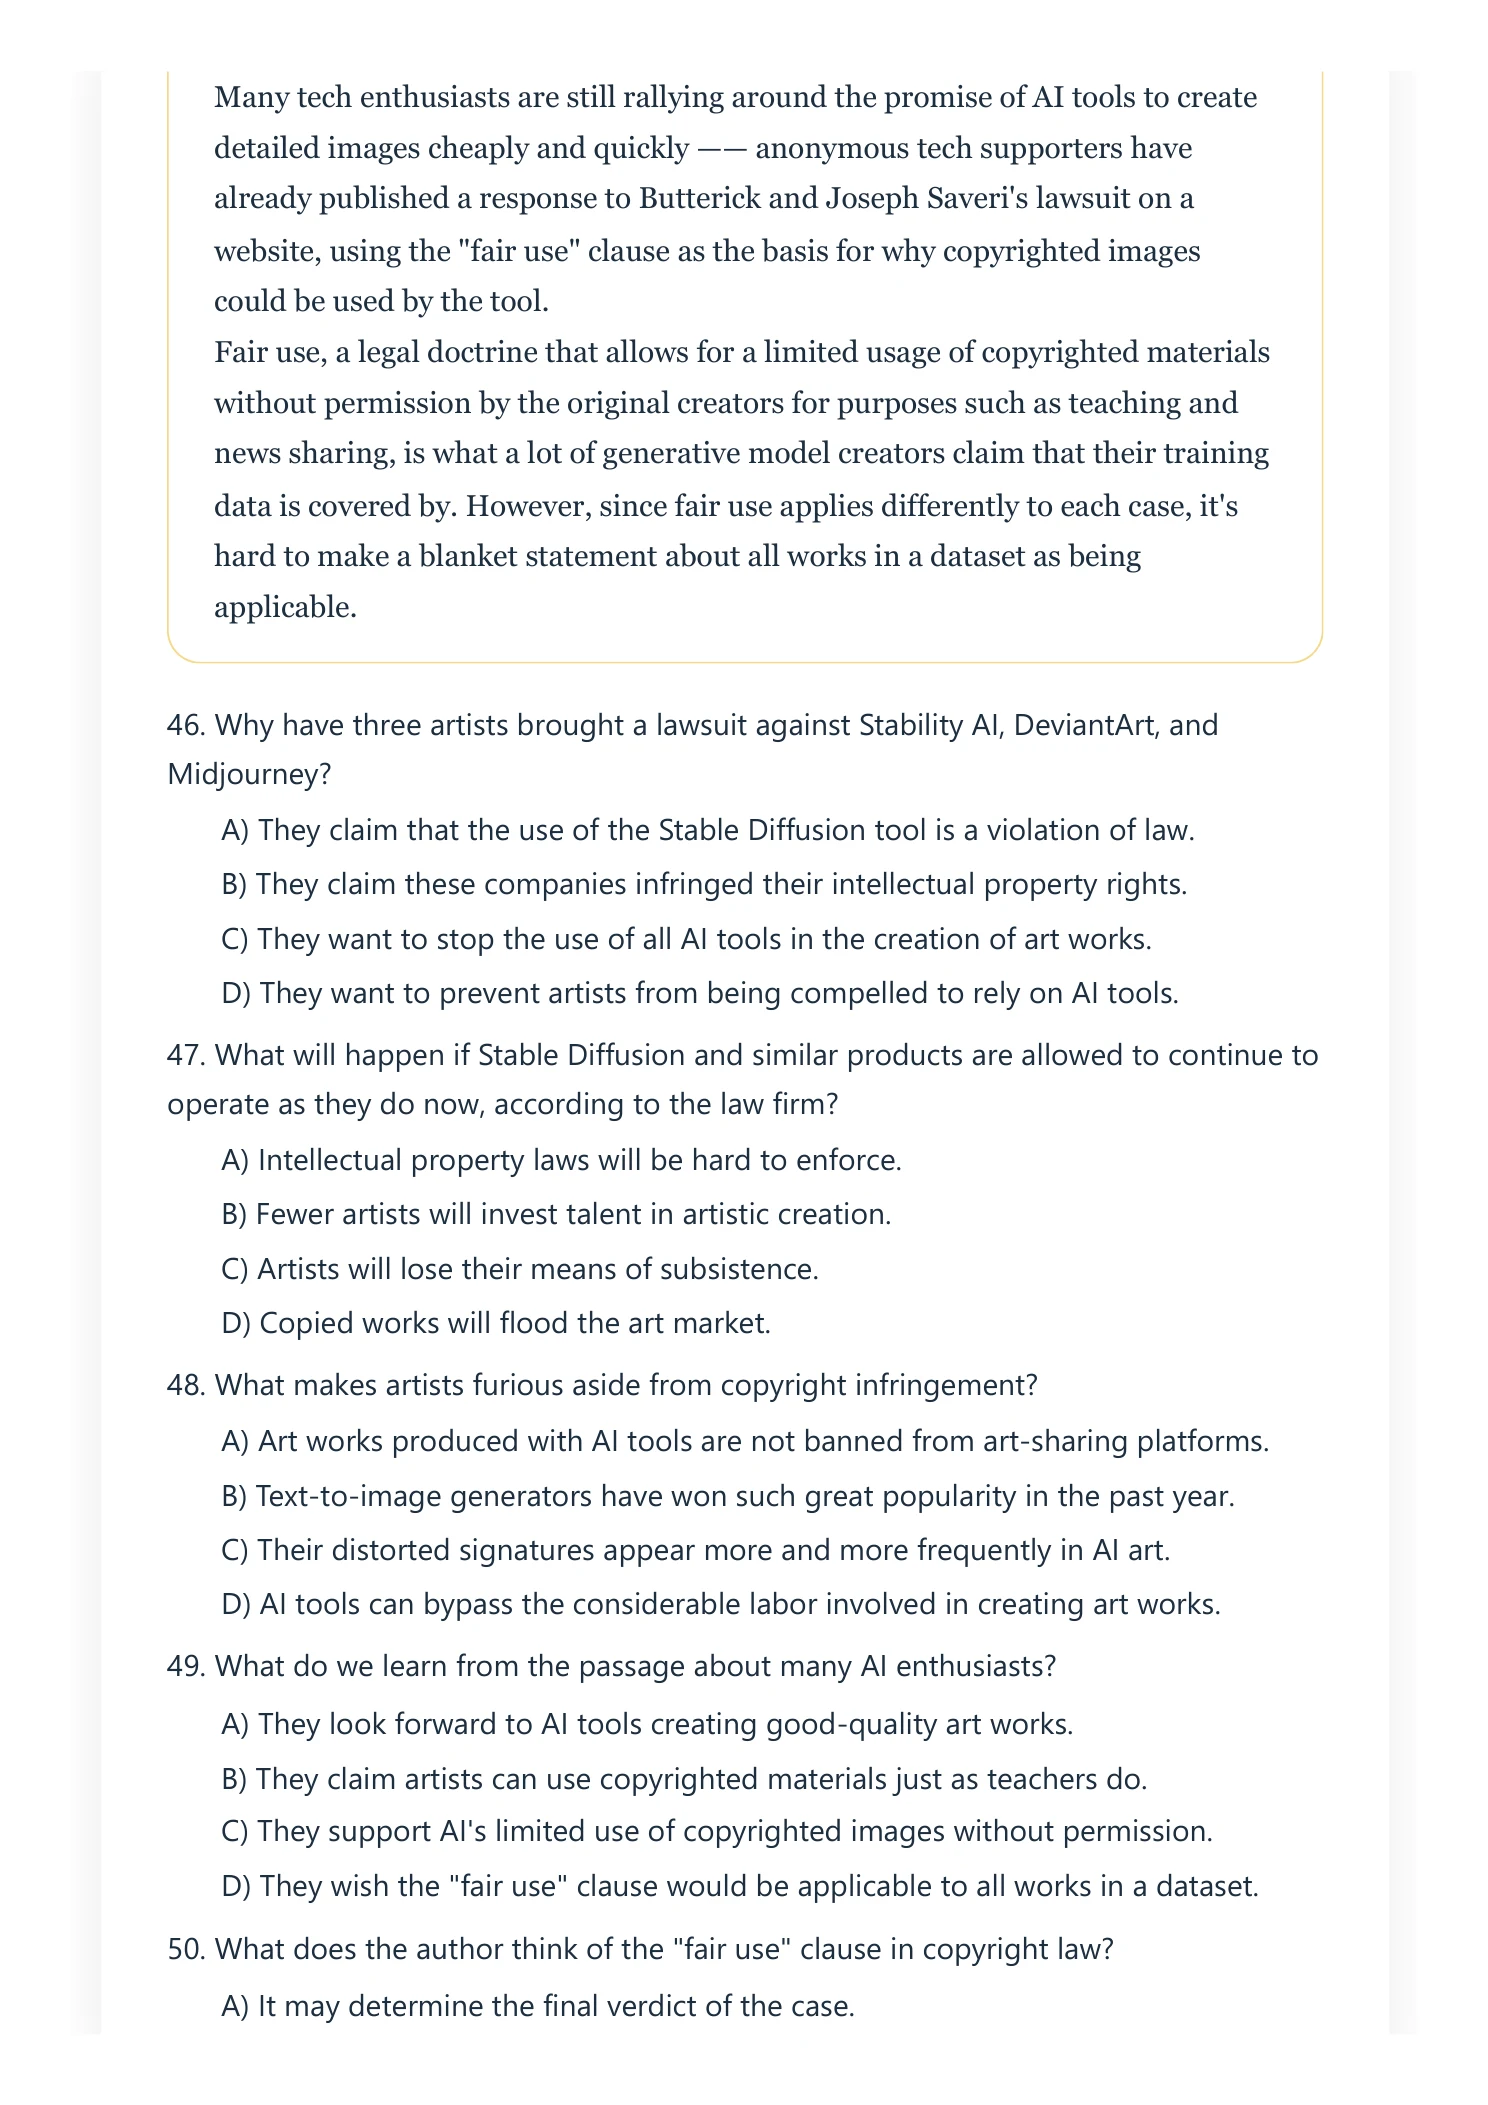 Many tech enthusiasts are still rallying around the promise of AI tools to create
detailed images cheaply and quickly —— anonymous tech supporters have
already published a response to Butterick and Joseph Saveri's lawsuit on a
website, using the "fair use" clause as the basis for why copyrighted images
could be used by the tool.
Fair use, a legal doctrine that allows for a limited usage of copyrighted materials
without permission by the original creators for purposes such as teaching and
news sharing, is what a lot of generative model creators claim that their training
data is covered by. However, since fair use applies differently to each case, it's
hard to make a blanket statement about all works in a dataset as being
applicable.
46. Why have three artists brought a lawsuit against Stability AI, DeviantArt, and
Midjourney?
A) They claim that the use of the Stable Diffusion tool is a violation of law.
B) They claim these companies infringed their intellectual property rights.
C) They want to stop the use of all AI tools in the creation of art works.
D) They want to prevent artists from being compelled to rely on AI tools.
47. What will happen if Stable Diffusion and similar products are allowed to continue to
operate as they do now, according to the law firm?
A) Intellectual property laws will be hard to enforce.
B) Fewer artists will invest talent in artistic creation.
C) Artists will lose their means of subsistence.
D) Copied works will flood the art market.
48. What makes artists furious aside from copyright infringement?
A) Art works produced with AI tools are not banned from art-sharing platforms.
B) Text-to-image generators have won such great popularity in the past year.
C) Their distorted signatures appear more and more frequently in AI art.
D) AI tools can bypass the considerable labor involved in creating art works.
49. What do we learn from the passage about many AI enthusiasts?
A) They look forward to AI tools creating good-quality art works.
B) They claim artists can use copyrighted materials just as teachers do.
C) They support AI's limited use of copyrighted images without permission.
D) They wish the "fair use" clause would be applicable to all works in a dataset.
50. What does the author think of the "fair use" clause in copyright law?
A) It may determine the final verdict of the case.